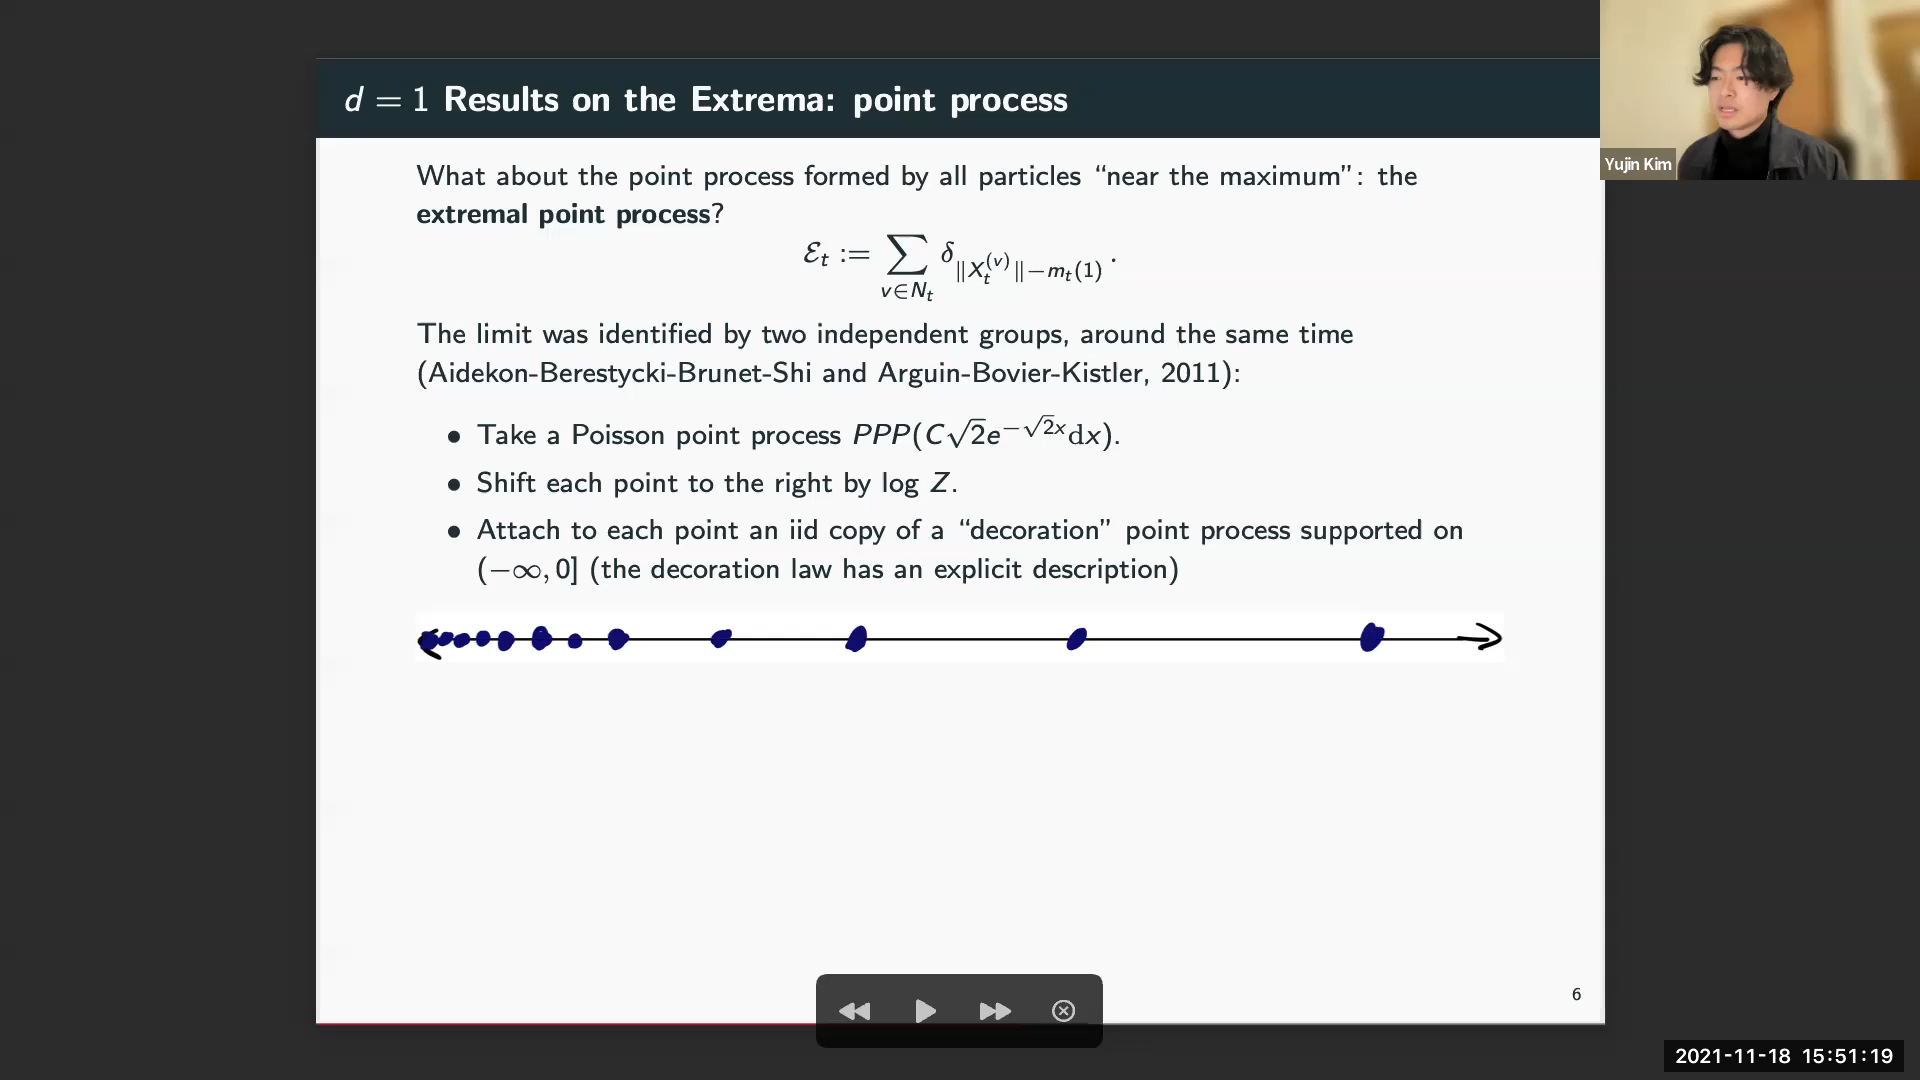 d = 1 Results on the Extrema: point process
Yujin Kim
What about the point process formed by all particles “near the maximum”: the
extremal point process?
ℰ_t := ∑_{v∈N_t} δ_{‖X_t^{(v)}‖−m_t(1)} .
The limit was identified by two independent groups, around the same time
(Aidekon-Berestycki-Brunet-Shi and Arguin-Bovier-Kistler, 2011):
• Take a Poisson point process PPP(C√2e^{−√2x}dx).
• Shift each point to the right by log Z.
• Attach to each point an iid copy of a “decoration” point process supported on
(−∞, 0] (the decoration law has an explicit description)
6
2021-11-18 15:51:19